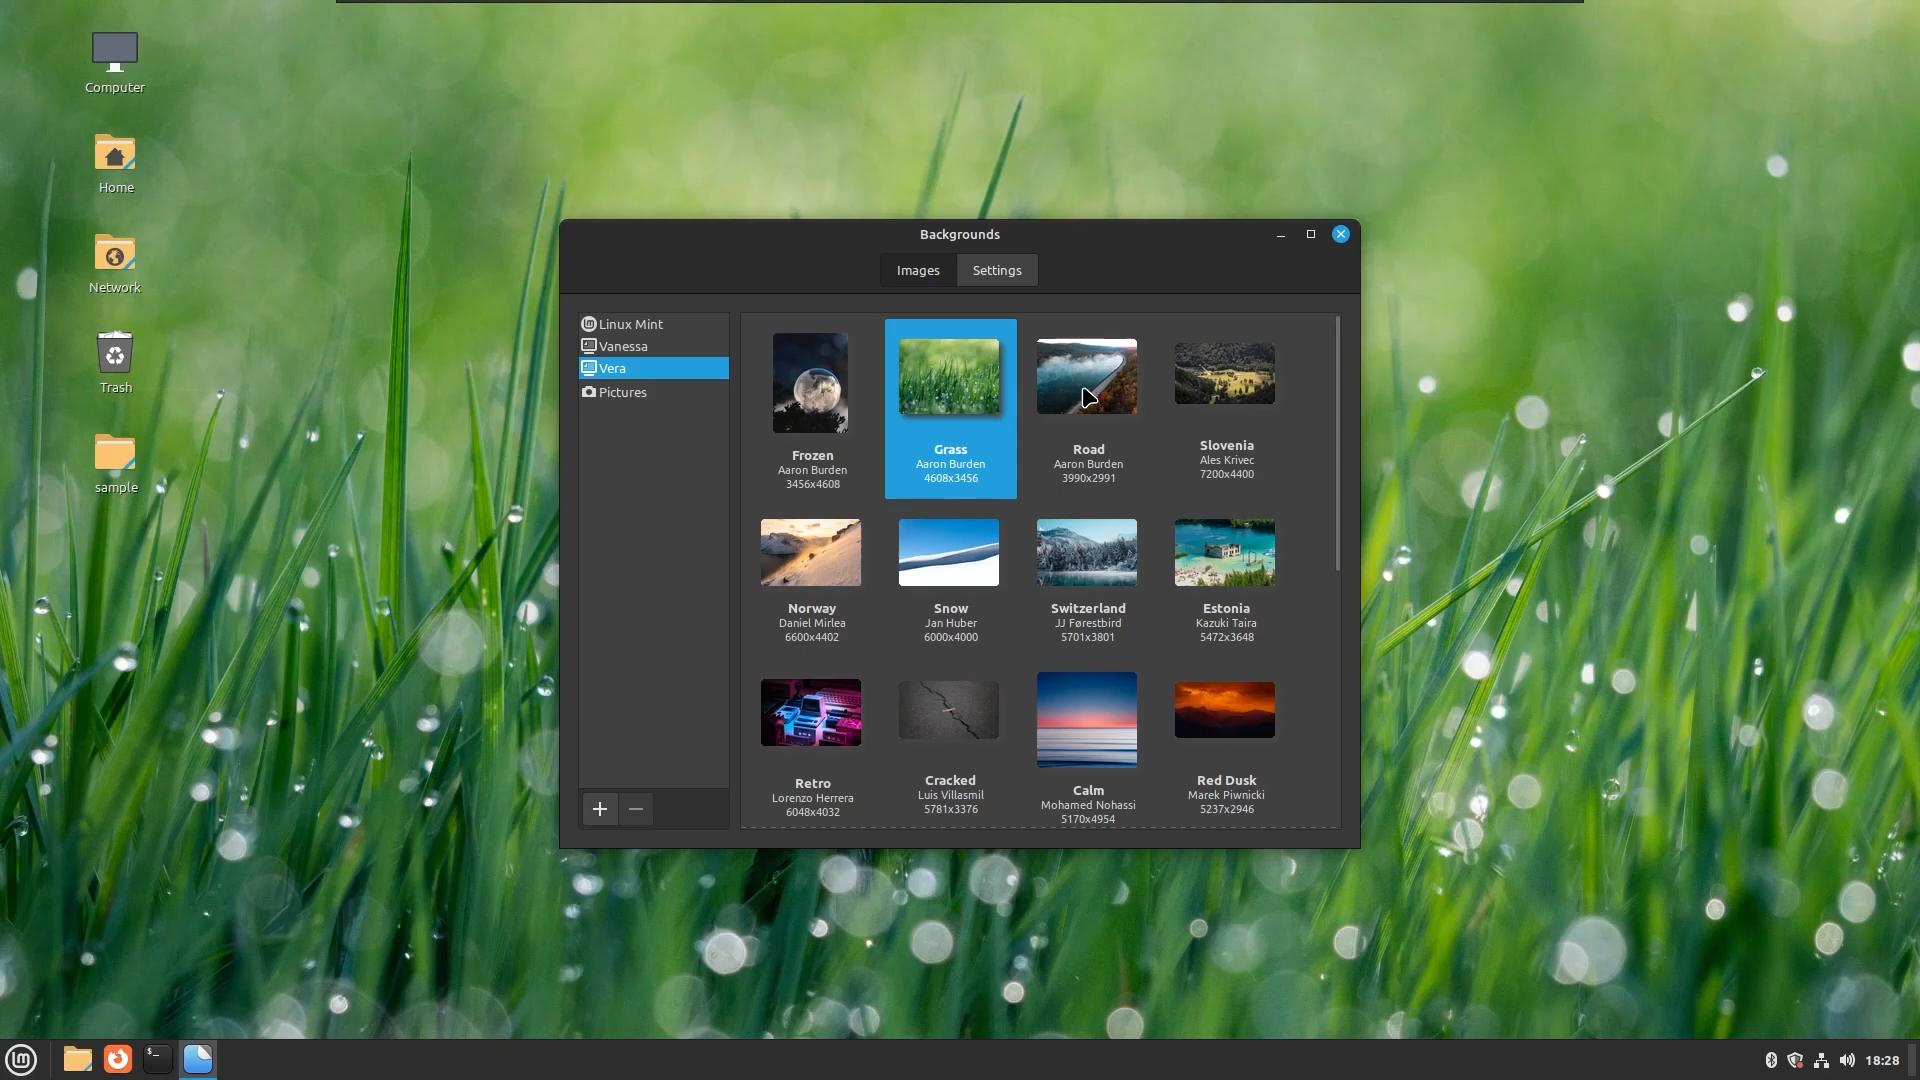 Computer
Home
Network
Trash
sample
Backgrounds
Images
Settings
Linux Mint
Vanessa
Vera
Pictures
Frozen
Aaron Burden
3456x4608
Grass
Aaron Burden
4608x3456
Road
Aaron Burden
3990x2991
Slovenia
Ales Krivec
7200x4400
Norway
Daniel Mirlea
6600x4402
Snow
Jan Huber
6000x4000
Switzerland
JJ Førestbird
5701x3801
Estonia
Kazuki Taira
5472x3648
Retro
Lorenzo Herrera
6048x4032
Cracked
Luis Villasmil
5781x3376
Calm
Mohamed Nohassi
5170x4954
Red Dusk
Marek Piwnicki
5237x2946
18:28